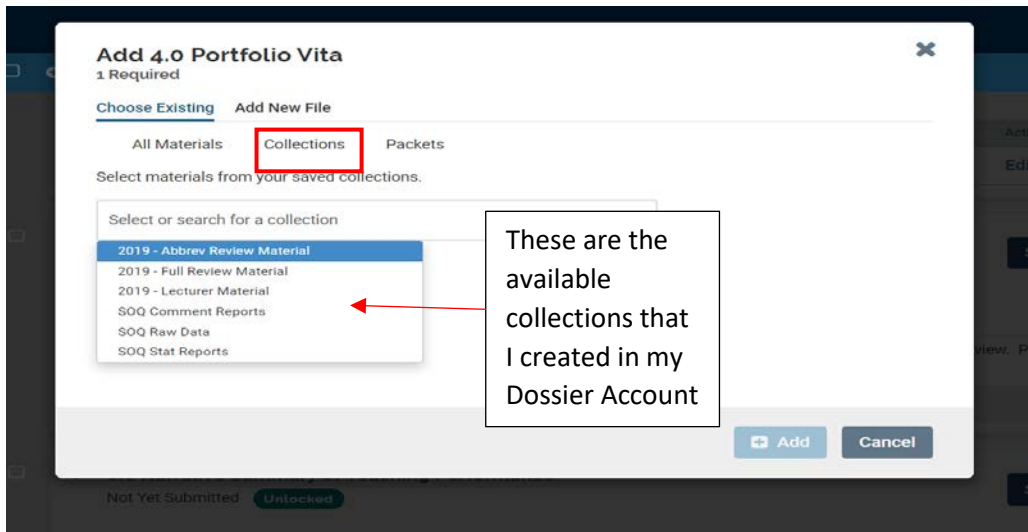 Add 4.0 Portfolio Vita
1 Required
Choose Existing Add New File
All Materials Collections Packets
Select materials from your saved collections.
Select or search for a collection
2019 - Abbrev Review Material
2019 - Full Review Material
2019 - Lecturer Material
SOQ Comment Reports
SOQ Raw Data
SOQ Stat Reports
These are the
available
collections that
I created in my
Dossier Account
Add Cancel
Not Yet Submitted Unlocked